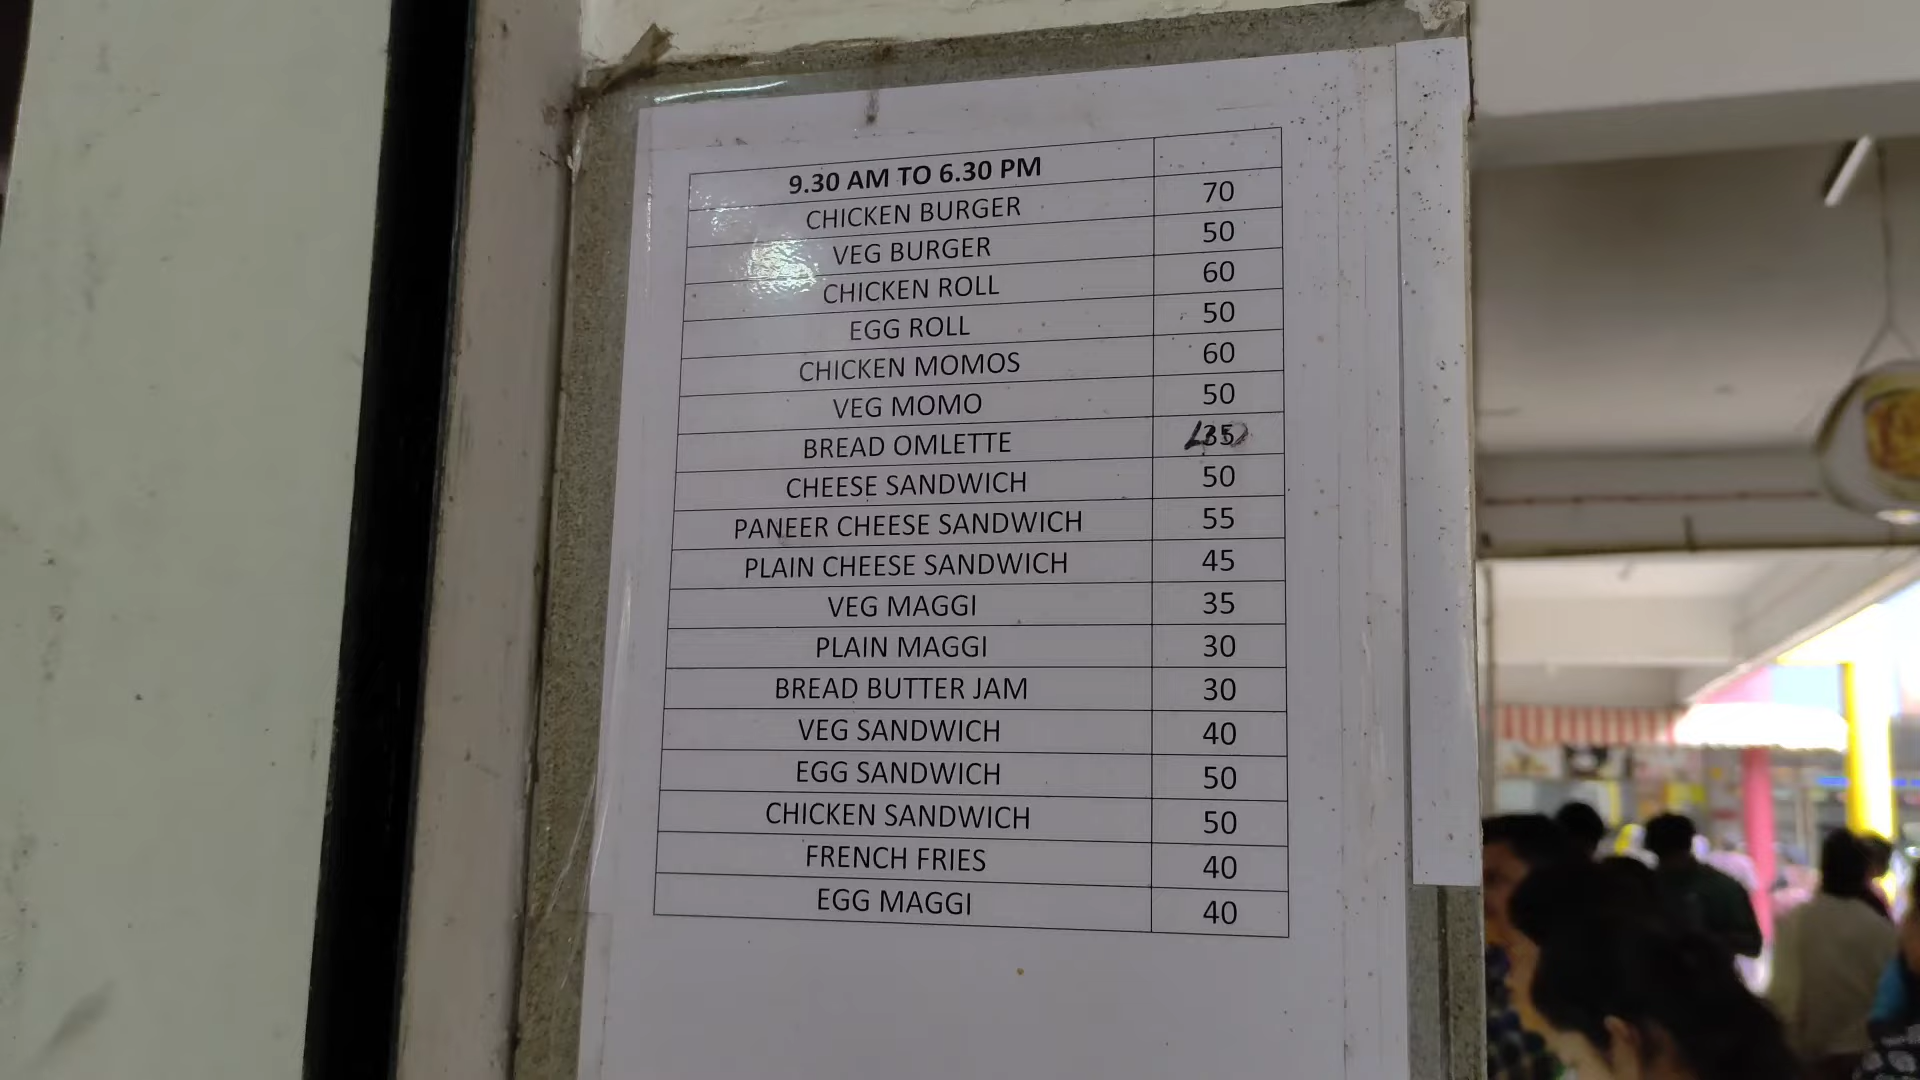 9.30 AM TO 6.30 PM
CHICKEN BURGER 70
VEG BURGER 50
CHICKEN ROLL 60
EGG ROLL 50
CHICKEN MOMOS 60
VEG MOMO 50
BREAD OMLETTE 40
CHEESE SANDWICH 50
PANEER CHEESE SANDWICH 55
PLAIN CHEESE SANDWICH 45
VEG MAGGI 35
PLAIN MAGGI 30
BREAD BUTTER JAM 30
VEG SANDWICH 40
EGG SANDWICH 50
CHICKEN SANDWICH 50
FRENCH FRIES 40
EGG MAGGI 40